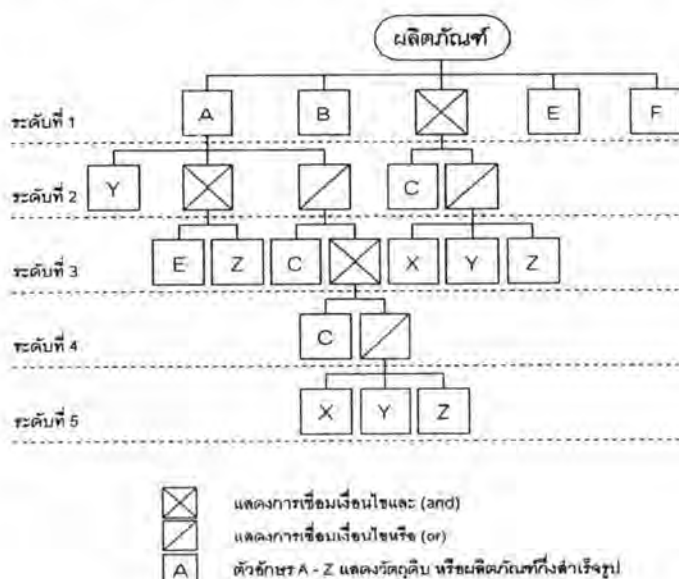 ผลิตภัณฑ์
ระดับที่ 1
A B E F
ระดับที่ 2
Y C
ระดับที่ 3
E Z C X Y Z
ระดับที่ 4
C
ระดับที่ 5
X Y Z
แสดงการเชื่อมเงื่อนไขและ (and)
แสดงการเชื่อมเงื่อนไขหรือ (or)
A ตัวอักษร A - Z แสดงวัตถุดิบ หรือผลิตภัณฑ์กึ่งสำเร็จรูป